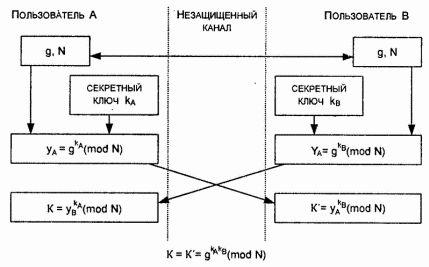 Пользователь А
Незащищенный
канал
Пользователь В
g, N
g, N
СЕКРЕТНЫЙ
КЛЮЧ kA
СЕКРЕТНЫЙ
КЛЮЧ kB
yA = g^kA (mod N)
YA = g^kB (mod N)
K = yB^kA (mod N)
K´= yA^kB (mod N)
K = K´= g^kAkB (mod N)